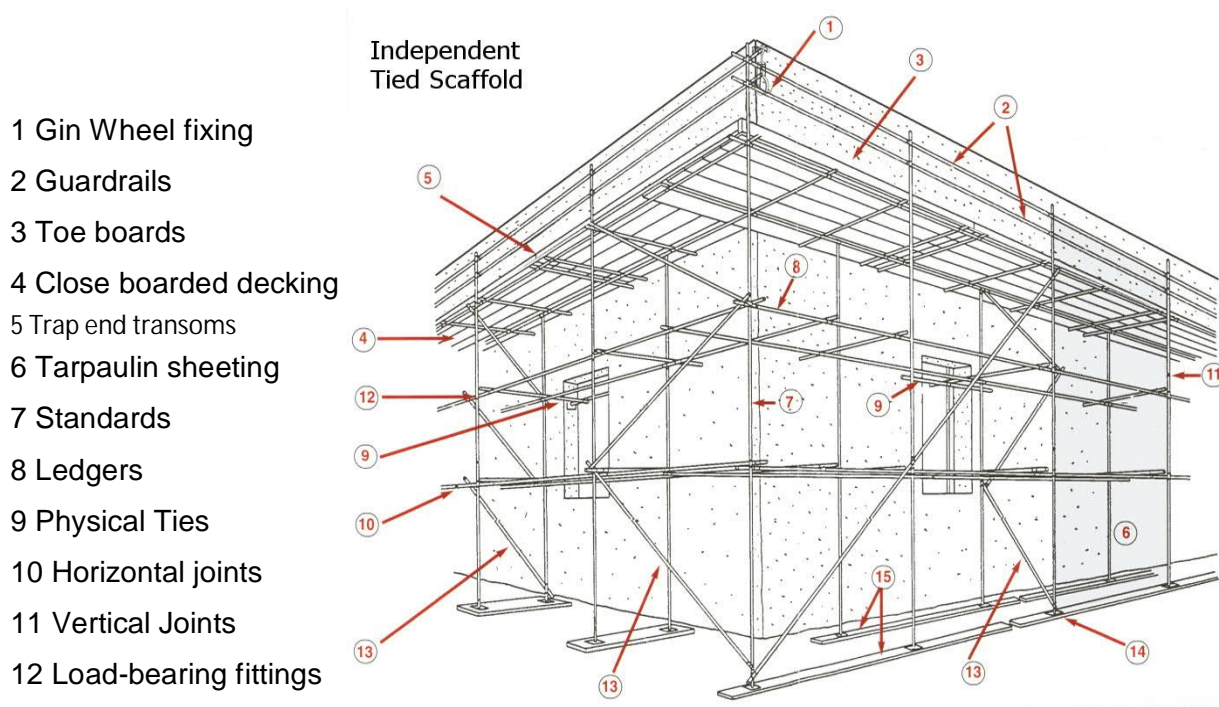 Independent
Tied Scaffold
1 Gin Wheel fixing
2 Guardrails
3 Toe boards
4 Close boarded decking
5 Trap end transoms
6 Tarpaulin sheeting
7 Standards
8 Ledgers
9 Physical Ties
10 Horizontal joints
11 Vertical Joints
12 Load-bearing fittings
1
3
2
5
8
4
11
12
9
7
9
10
6
15
13
13
13
14